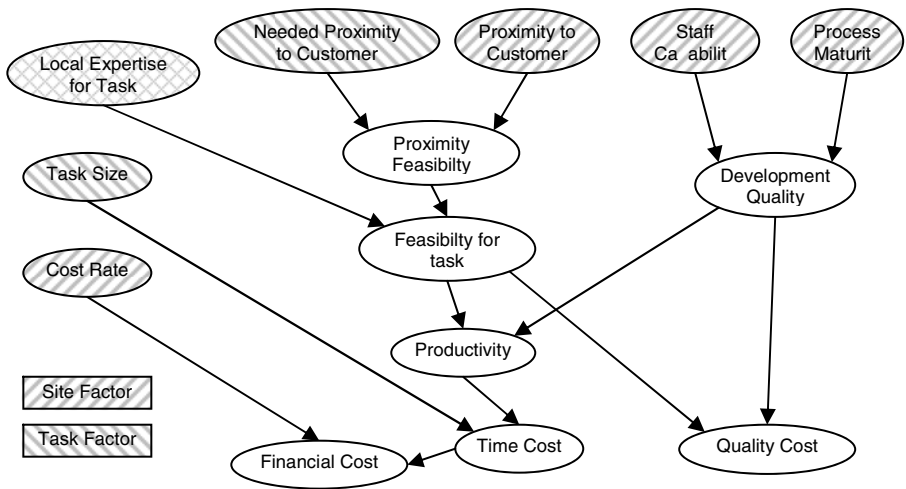 Needed Proximity
to Customer
Proximity to
Customer
Staff
Ca abilit
Process
Maturit
Local Expertise
for Task
Proximity
Feasibilty
Task Size
Development
Quality
Feasibilty for
task
Cost Rate
Productivity
Site Factor
Task Factor
Financial Cost
Time Cost
Quality Cost